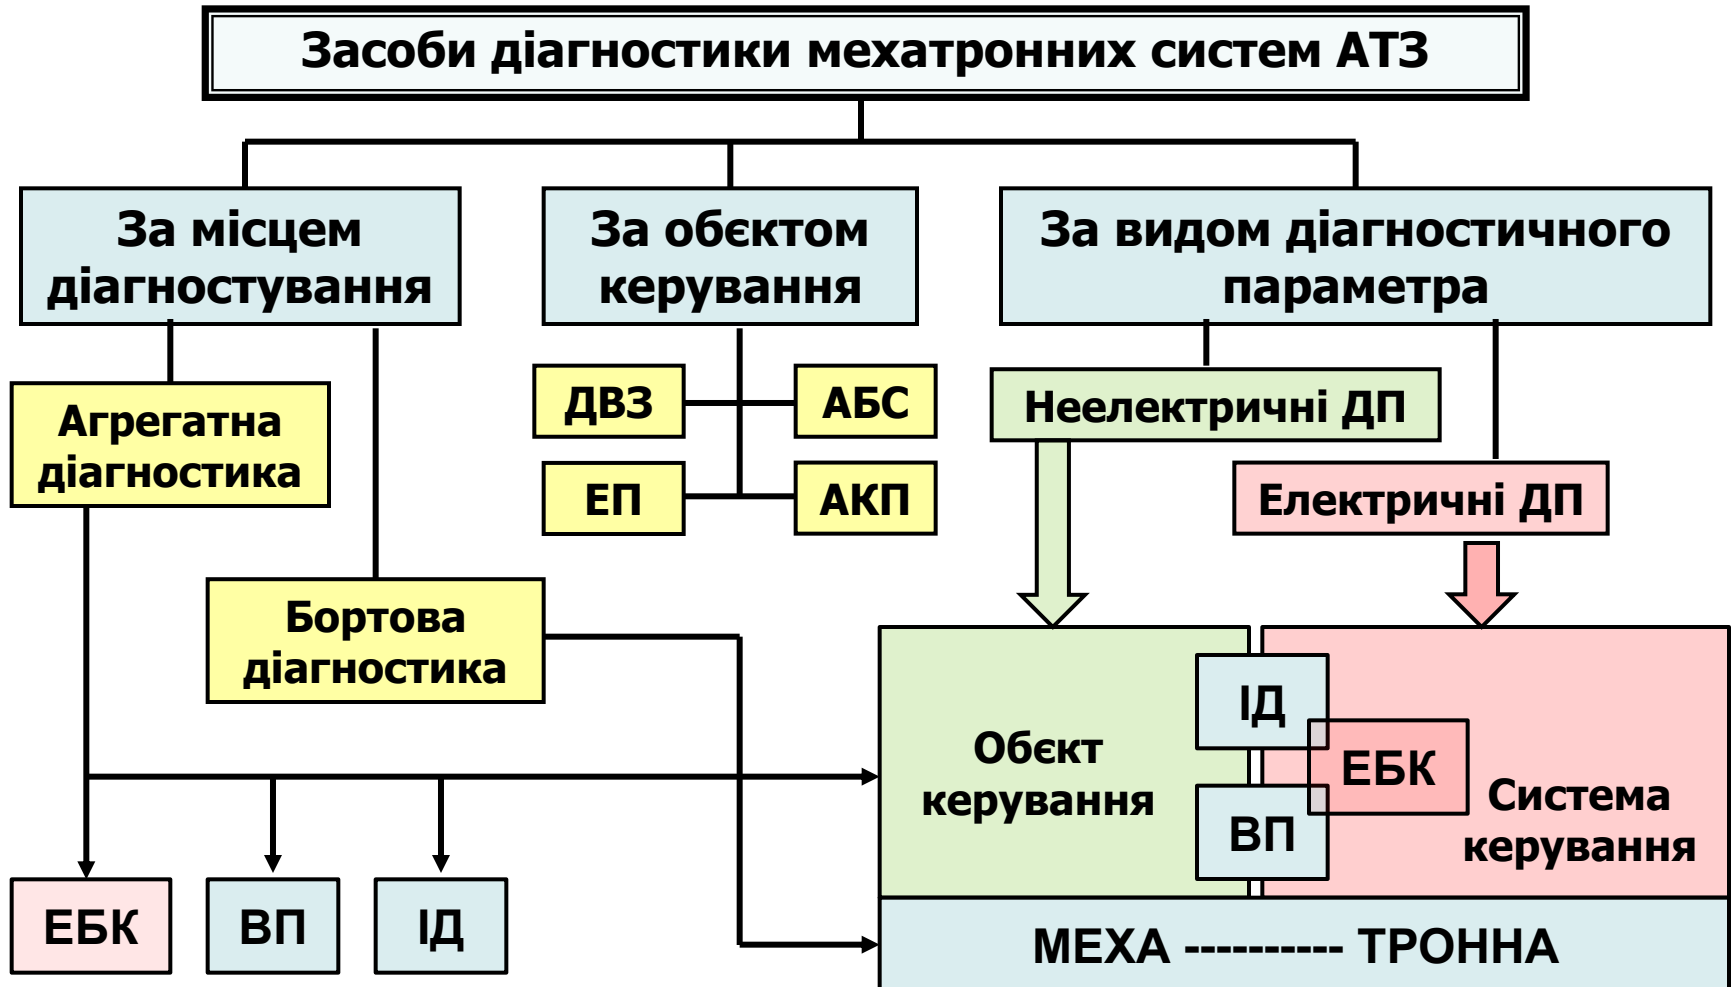 Засоби діагностики мехатронних систем АТЗ
За місцем
діагностування
За обєктом
керування
За видом діагностичного
параметра
Агрегатна
діагностика
ДВЗ
АБС
ЕП
АКП
Неелектричні ДП
Електричні ДП
Бортова
діагностика
Обєкт
керування
ІД
ЕБК
ВП
Система
керування
ЕБК
ВП
ІД
МЕХА ---------- ТРОННА